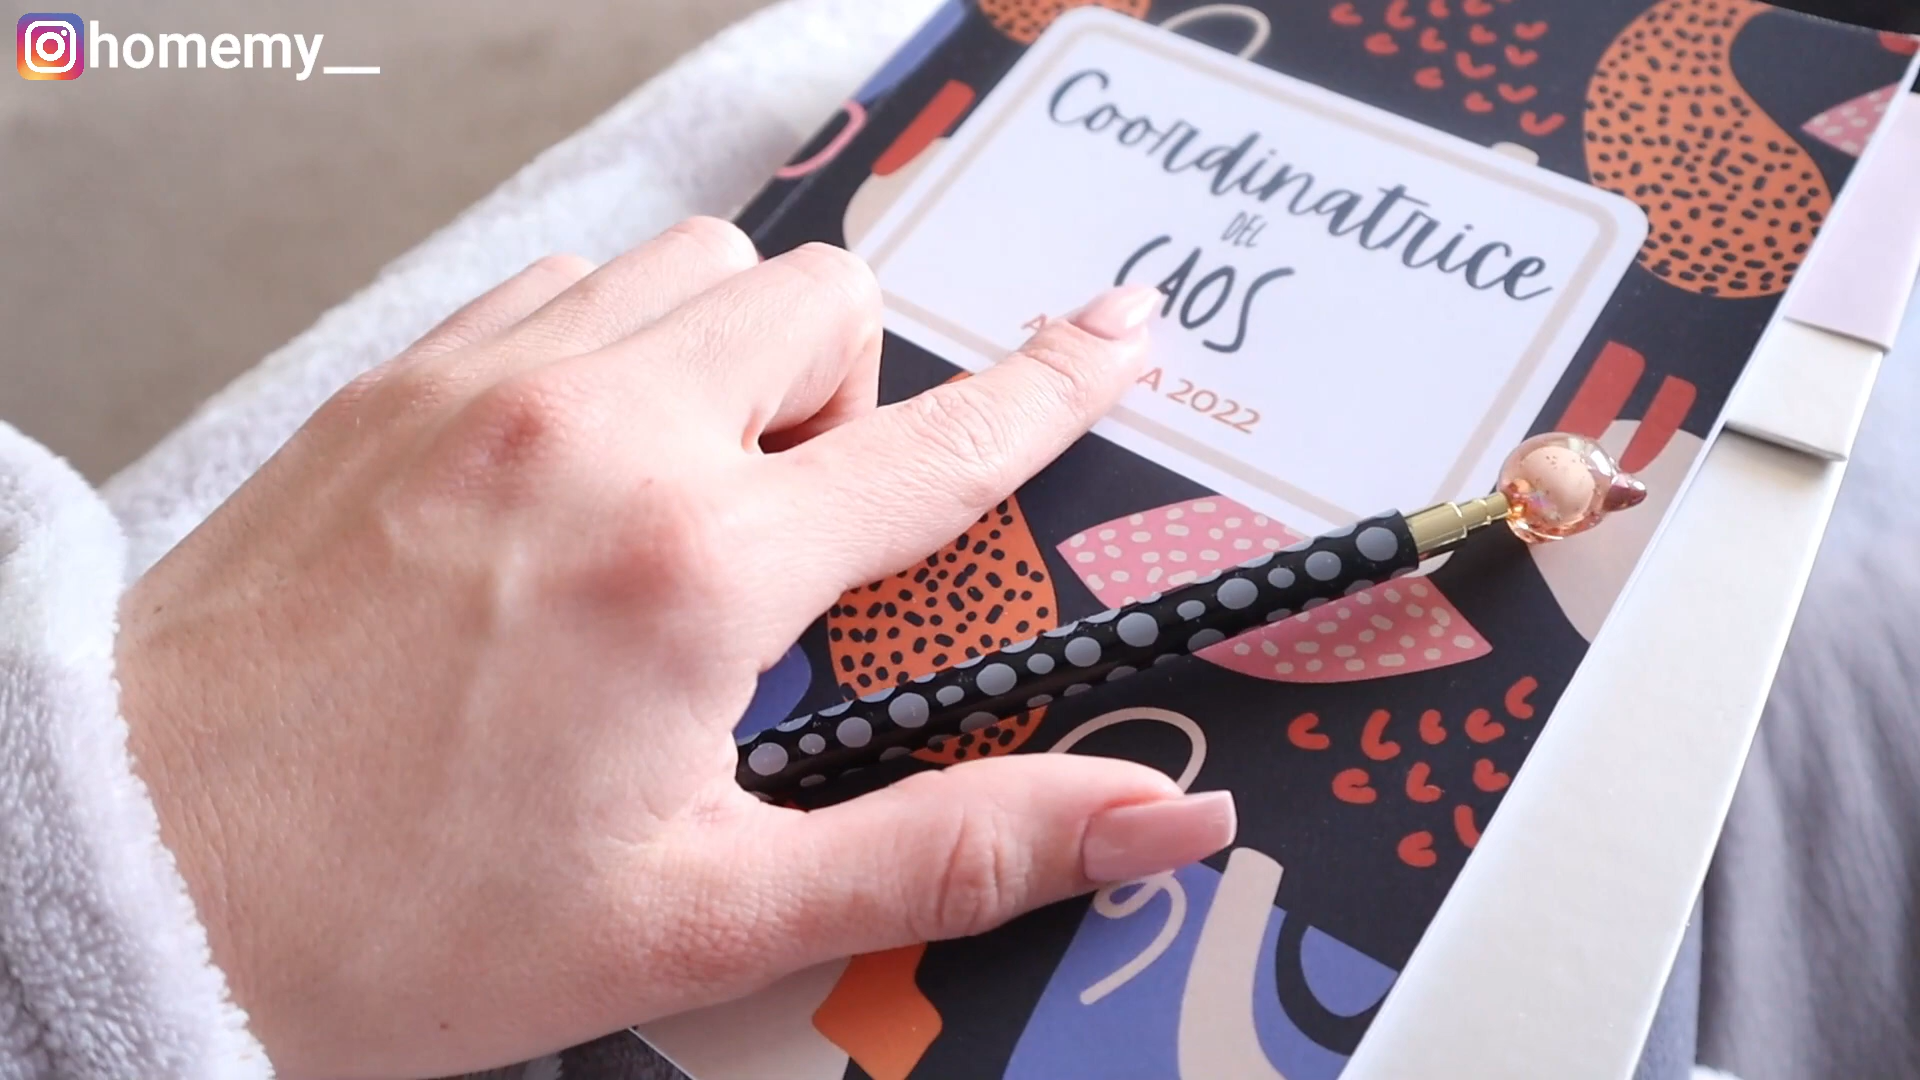 homemy__
Coordinatrice
DEL
CAOS
A 2022